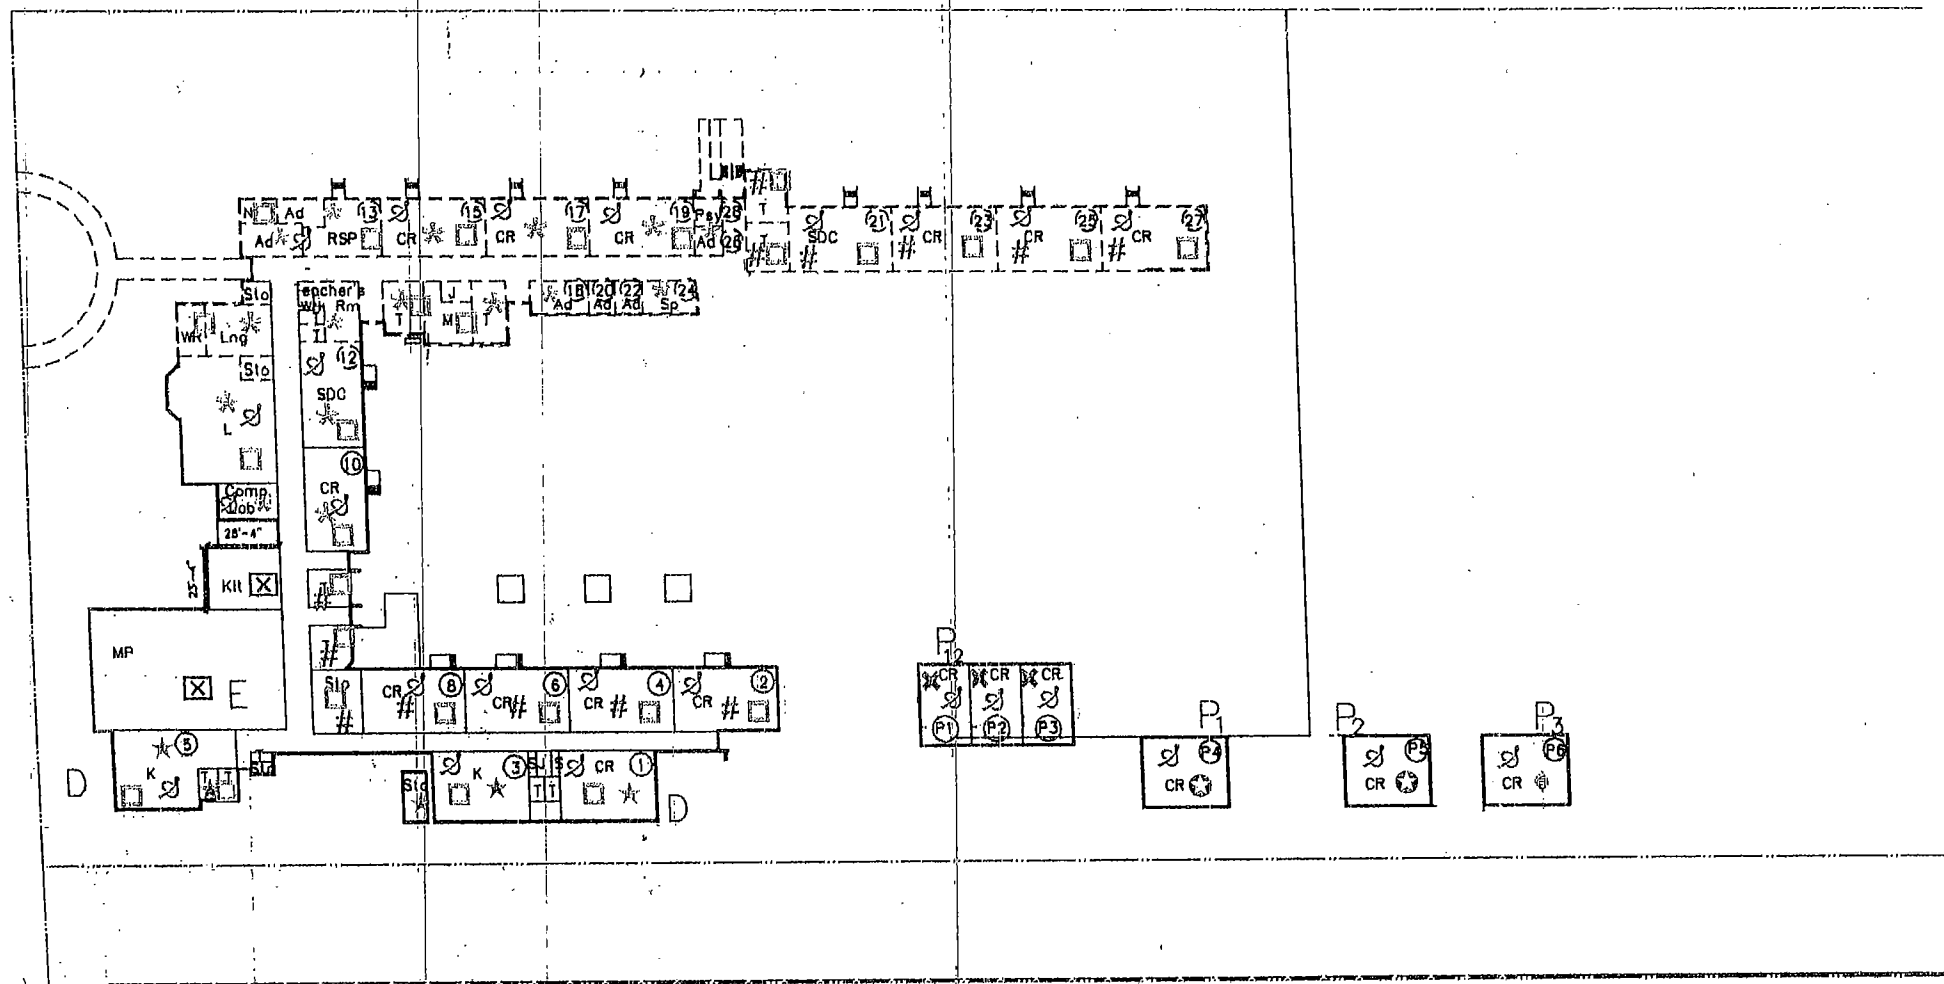 N Ad 13 15 17 19 Psy 28
Ad RSP CR CR CR Ad 26
T
T
21 23 25 27
SDC CR CR CR
Sto
Teacher's
Wk Rm
T
T
J
M
T
18 20 22 24
Ad Ad Ad Sp
WR Lng
Sto
12
SDC
L
10
CR
Comp
Lab
28'-4"
Kit
MP
E
T
T
Sto CR 8 CR 6 CR 4 CR 2
P12
CR CR CR
P1 P2 P3
P1
P4
CR
P2
P5
CR
P3
P6
CR
5
K
T T
D
Sto
Sto
K 3 S J S CR 1
T T
D